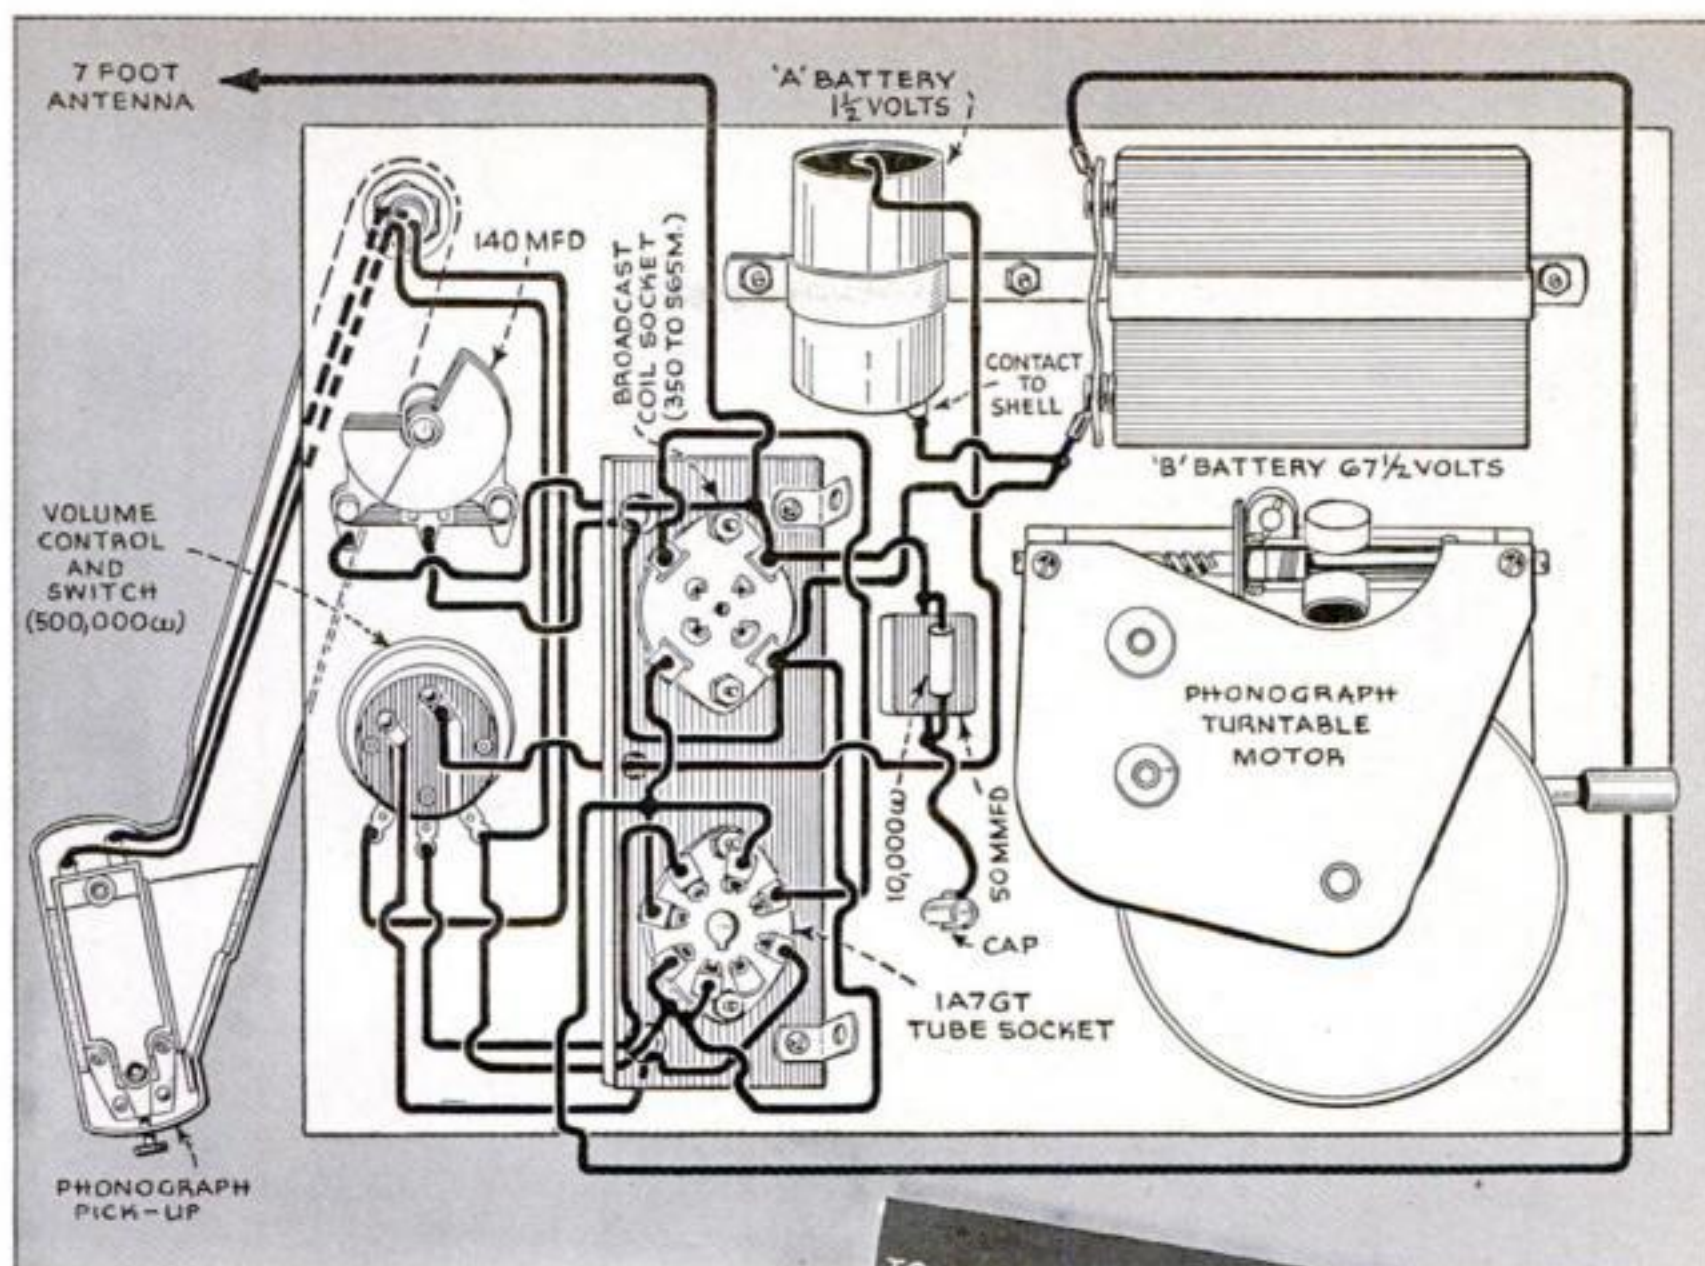 7 FOOT
ANTENNA
'A' BATTERY
1½ VOLTS
140 MFD
BROADCAST
COIL SOCKET
(350 TO 565M.)
CONTACT
TO
SHELL
'B' BATTERY 67½ VOLTS
VOLUME
CONTROL
AND
SWITCH
(500,000ω)
PHONOGRAPH
TURNTABLE
MOTOR
10,000ω
50MMFD
CAP
1A7GT
TUBE SOCKET
PHONOGRAPH
PICK-UP